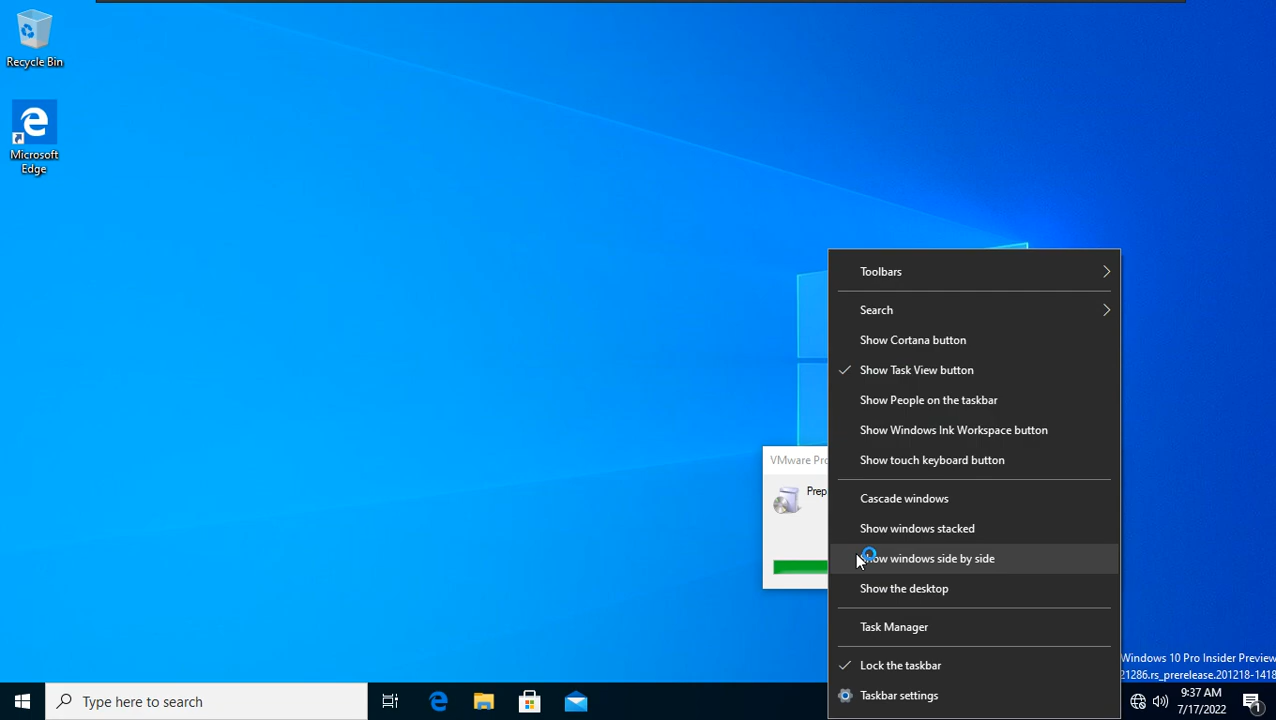 Recycle Bin
Microsoft
Edge
Toolbars
Search
Show Cortana button
Show Task View button
Show People on the taskbar
Show Windows Ink Workspace button
Show touch keyboard button
VMware Pro
Prep
Cascade windows
Show windows stacked
windows side by side
Show the desktop
Task Manager
Lock the taskbar
Taskbar settings
Windows 10 Pro Insider Preview
21286.rs_prerelease.201218-1418
Type here to search
9:37 AM
7/17/2022
1